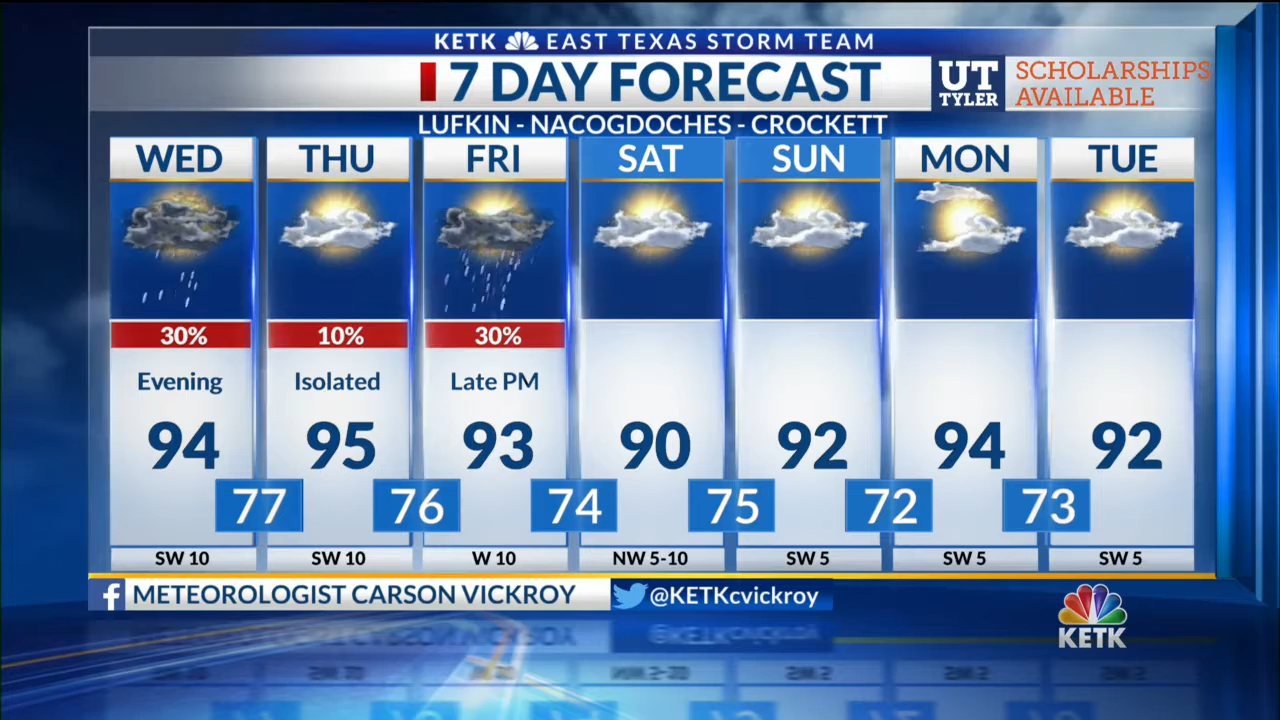 KETK EAST TEXAS STORM TEAM
7 DAY FORECAST
UT TYLER
SCHOLARSHIPS
AVAILABLE
LUFKIN - NACOGDOCHES - CROCKETT
WED THU FRI SAT SUN MON TUE
30% 10% 30%
Evening Isolated Late PM
94 95 93 90 92 94 92
77 76 74 75 72 73
SW 10 SW 10 W 10 NW 5-10 SW 5 SW 5 SW 5
f METEOROLOGIST CARSON VICKROY @KETKcvickroy
KETK